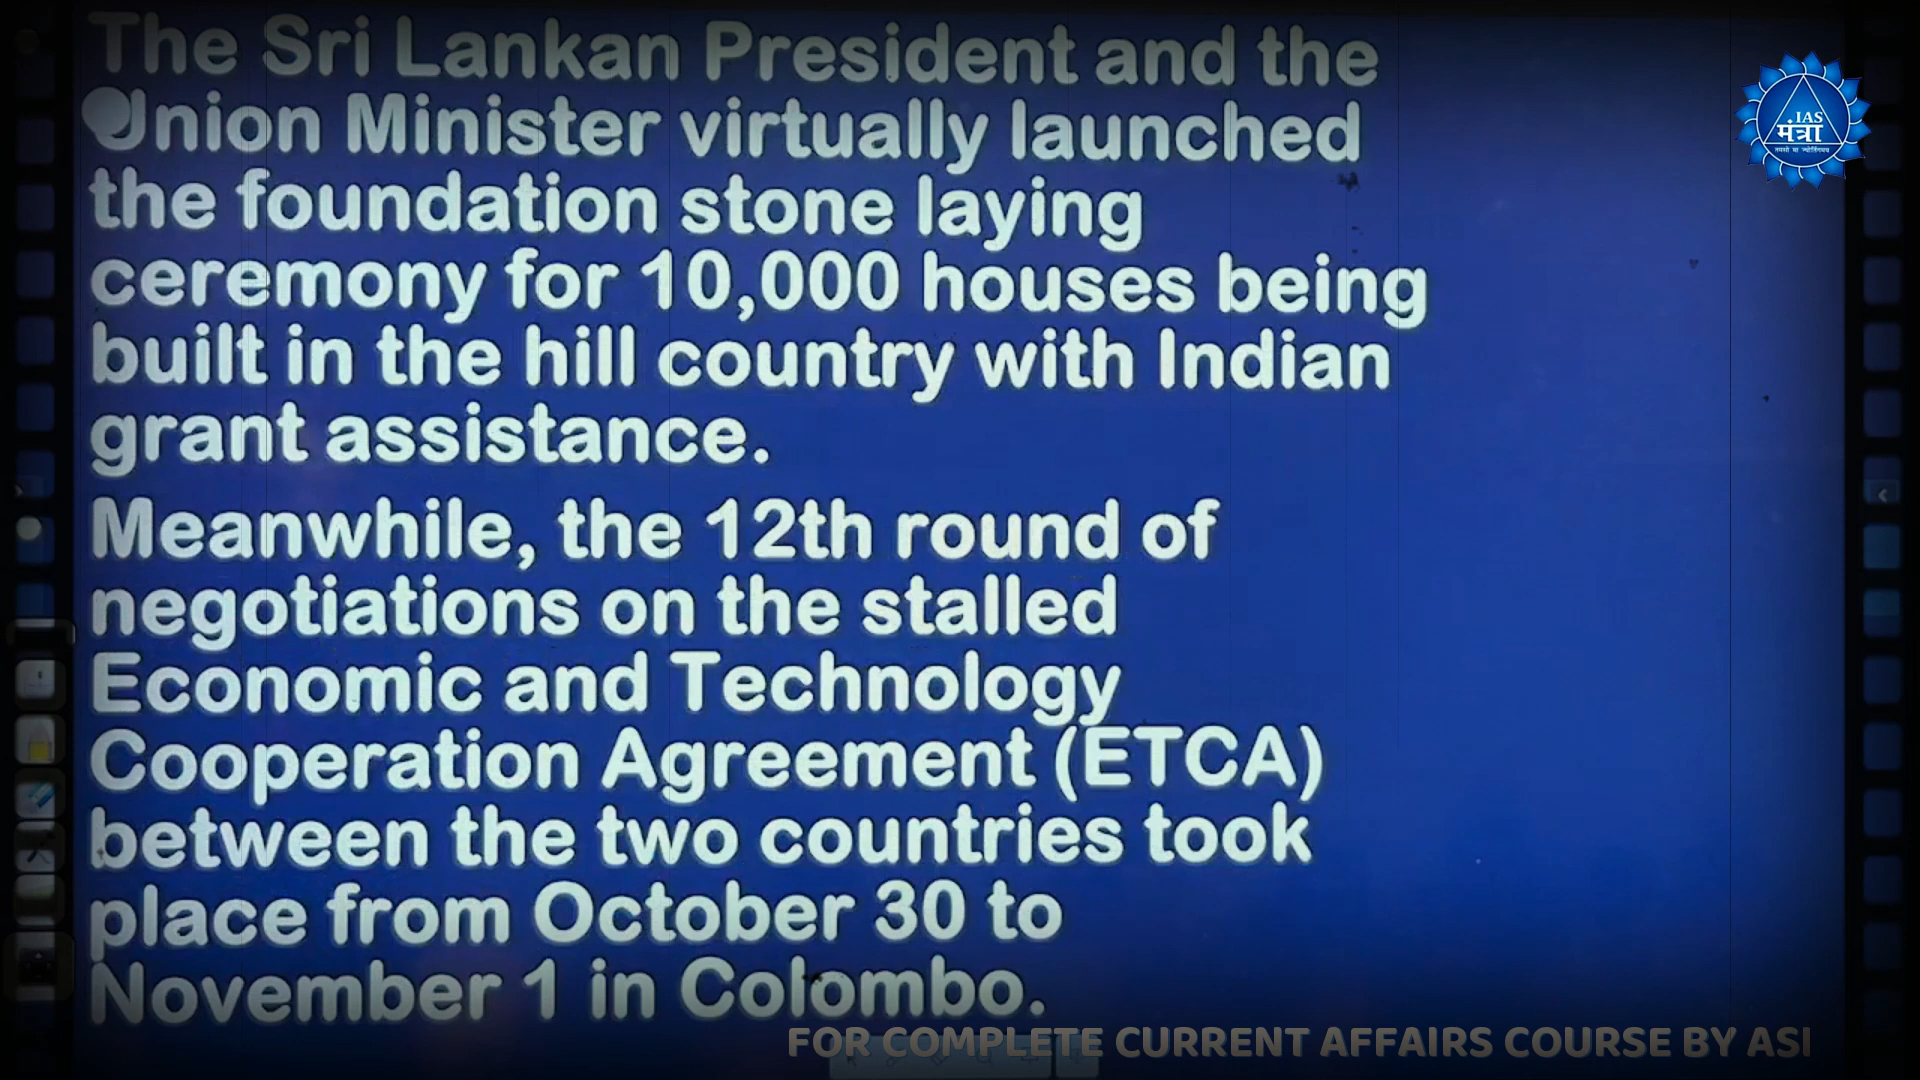 The Sri Lankan President and the
Union Minister virtually launched
the foundation stone laying
ceremony for 10,000 houses being
built in the hill country with Indian
grant assistance.
Meanwhile, the 12th round of
negotiations on the stalled
Economic and Technology
Cooperation Agreement (ETCA)
between the two countries took
place from October 30 to
November 1 in Colombo.
IAS
मंत्रा
FOR COMPLETE CURRENT AFFAIRS COURSE BY ASI